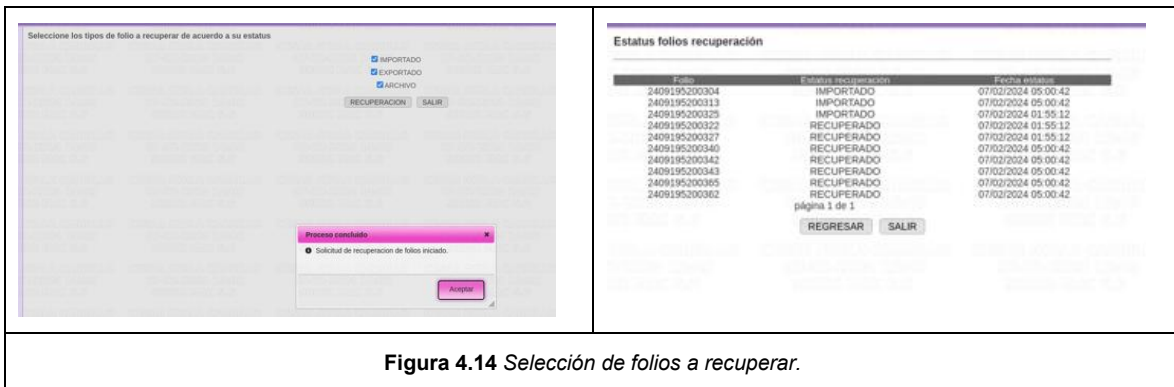 Seleccione los tipos de folio a recuperar de acuerdo a su estatus
IMPORTADO
EXPORTADO
ARCHIVO
RECUPERACION SALIR
Proceso concluido ×
Solicitud de recuperacion de folios iniciado.
Aceptar
Estatus folios recuperación
Folio Estatus recuperación Fecha estatus
2409195200304 IMPORTADO 07/02/2024 05:00:42
2409195200313 IMPORTADO 07/02/2024 05:00:42
2409195200325 IMPORTADO 07/02/2024 01:55:12
2409195200322 RECUPERADO 07/02/2024 01:55:12
2409195200327 RECUPERADO 07/02/2024 01:55:12
2409195200340 RECUPERADO 07/02/2024 05:00:42
2409195200342 RECUPERADO 07/02/2024 05:00:42
2409195200343 RECUPERADO 07/02/2024 05:00:42
2409195200365 RECUPERADO 07/02/2024 05:00:42
2409195200362 RECUPERADO 07/02/2024 05:00:42
página 1 de 1
REGRESAR SALIR
Figura 4.14 Selección de folios a recuperar.